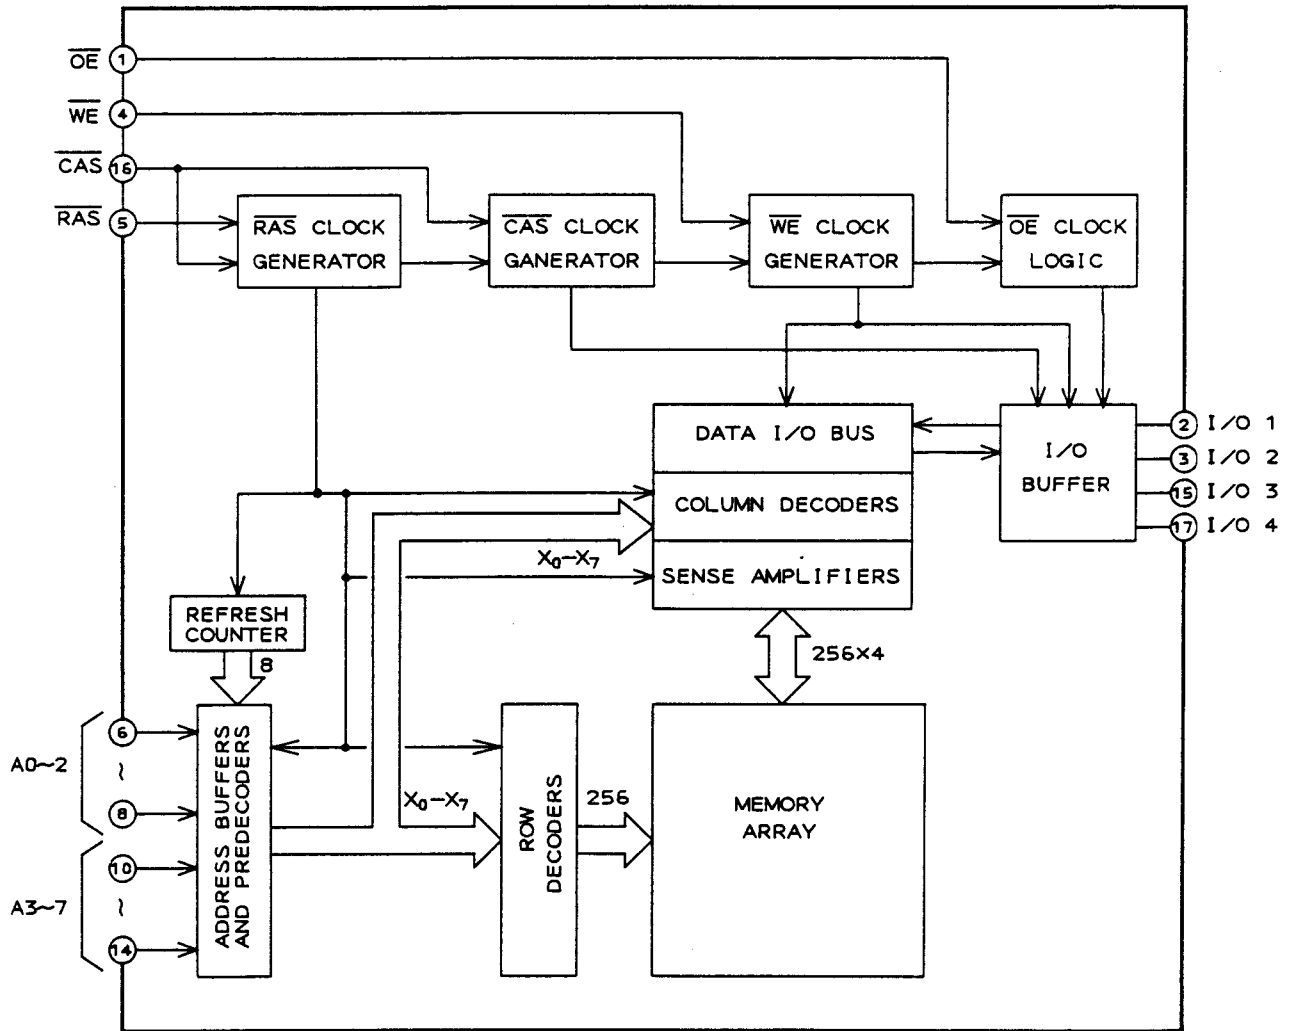 OE 1
WE 4
CAS 16
RAS 5
RAS CLOCK
GENERATOR
CAS CLOCK
GANERATOR
WE CLOCK
GENERATOR
OE CLOCK
LOGIC
DATA I/O BUS
COLUMN DECODERS
SENSE AMPLIFIERS
I/O
BUFFER
2 I/O 1
3 I/O 2
15 I/O 3
17 I/O 4
X0-X7
REFRESH
COUNTER
8
256×4
A0~2
6
~
8
A3~7
10
~
14
ADDRESS BUFFERS
AND PREDECODERS
X0-X7
ROW
DECODERS
256
MEMORY
ARRAY